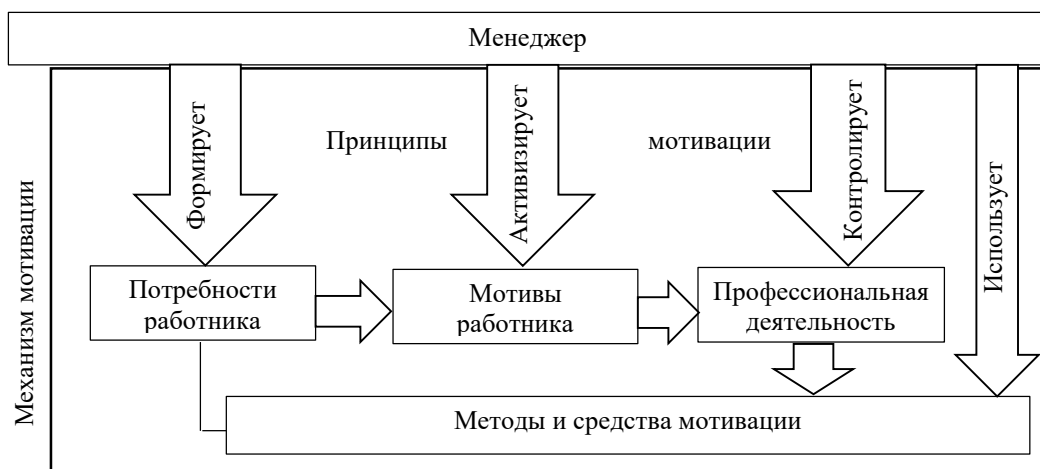 Менеджер
Формирует
Принципы
Активизирует
мотивации
Контролирует
Использует
Механизм мотивации
Потребности
работника
Мотивы
работника
Профессиональная
деятельность
Методы и средства мотивации